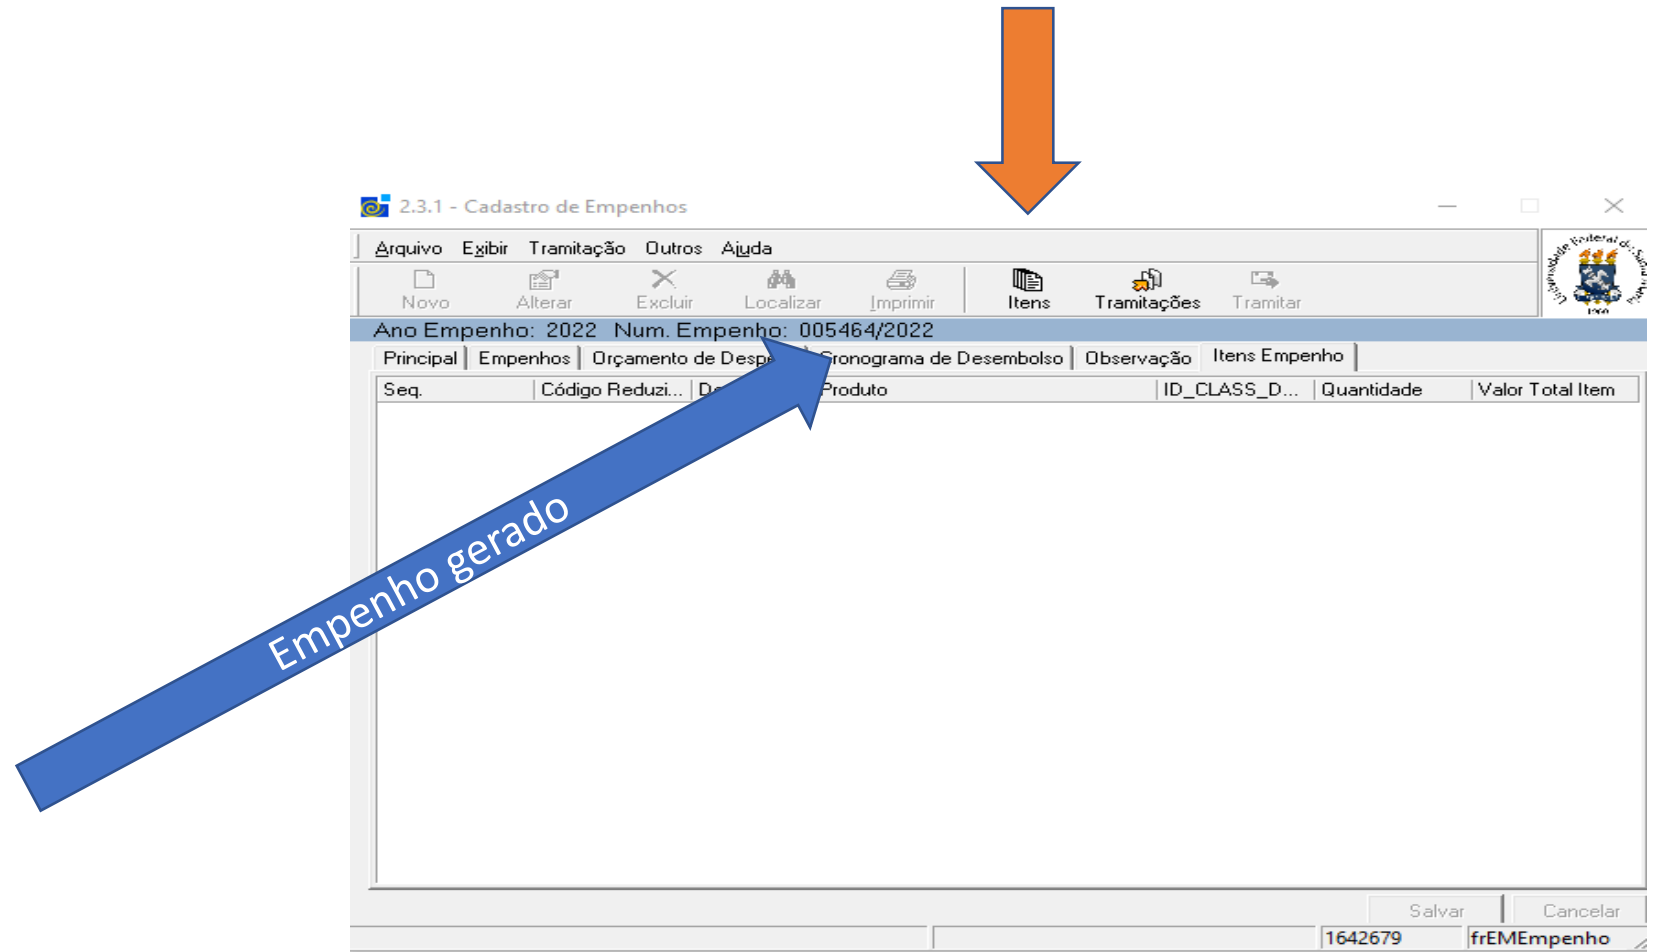 2.3.1 - Cadastro de Empenhos
Arquivo Exibir Tramitação Outros Ajuda
Novo Alterar Excluir Localizar Imprimir Itens Tramitações Tramitar
1960
Ano Empenho: 2022 Num. Empenho: 005464/2022
Principal Empenhos Orçamento de Cronograma de Desembolso Observação Itens Empenho
Seq. Código Reduzi... Produto ID_CLASS_D... Quantidade Valor Total Item
Empenho gerado
Salvar Cancelar
1642679 frEMEmpenho